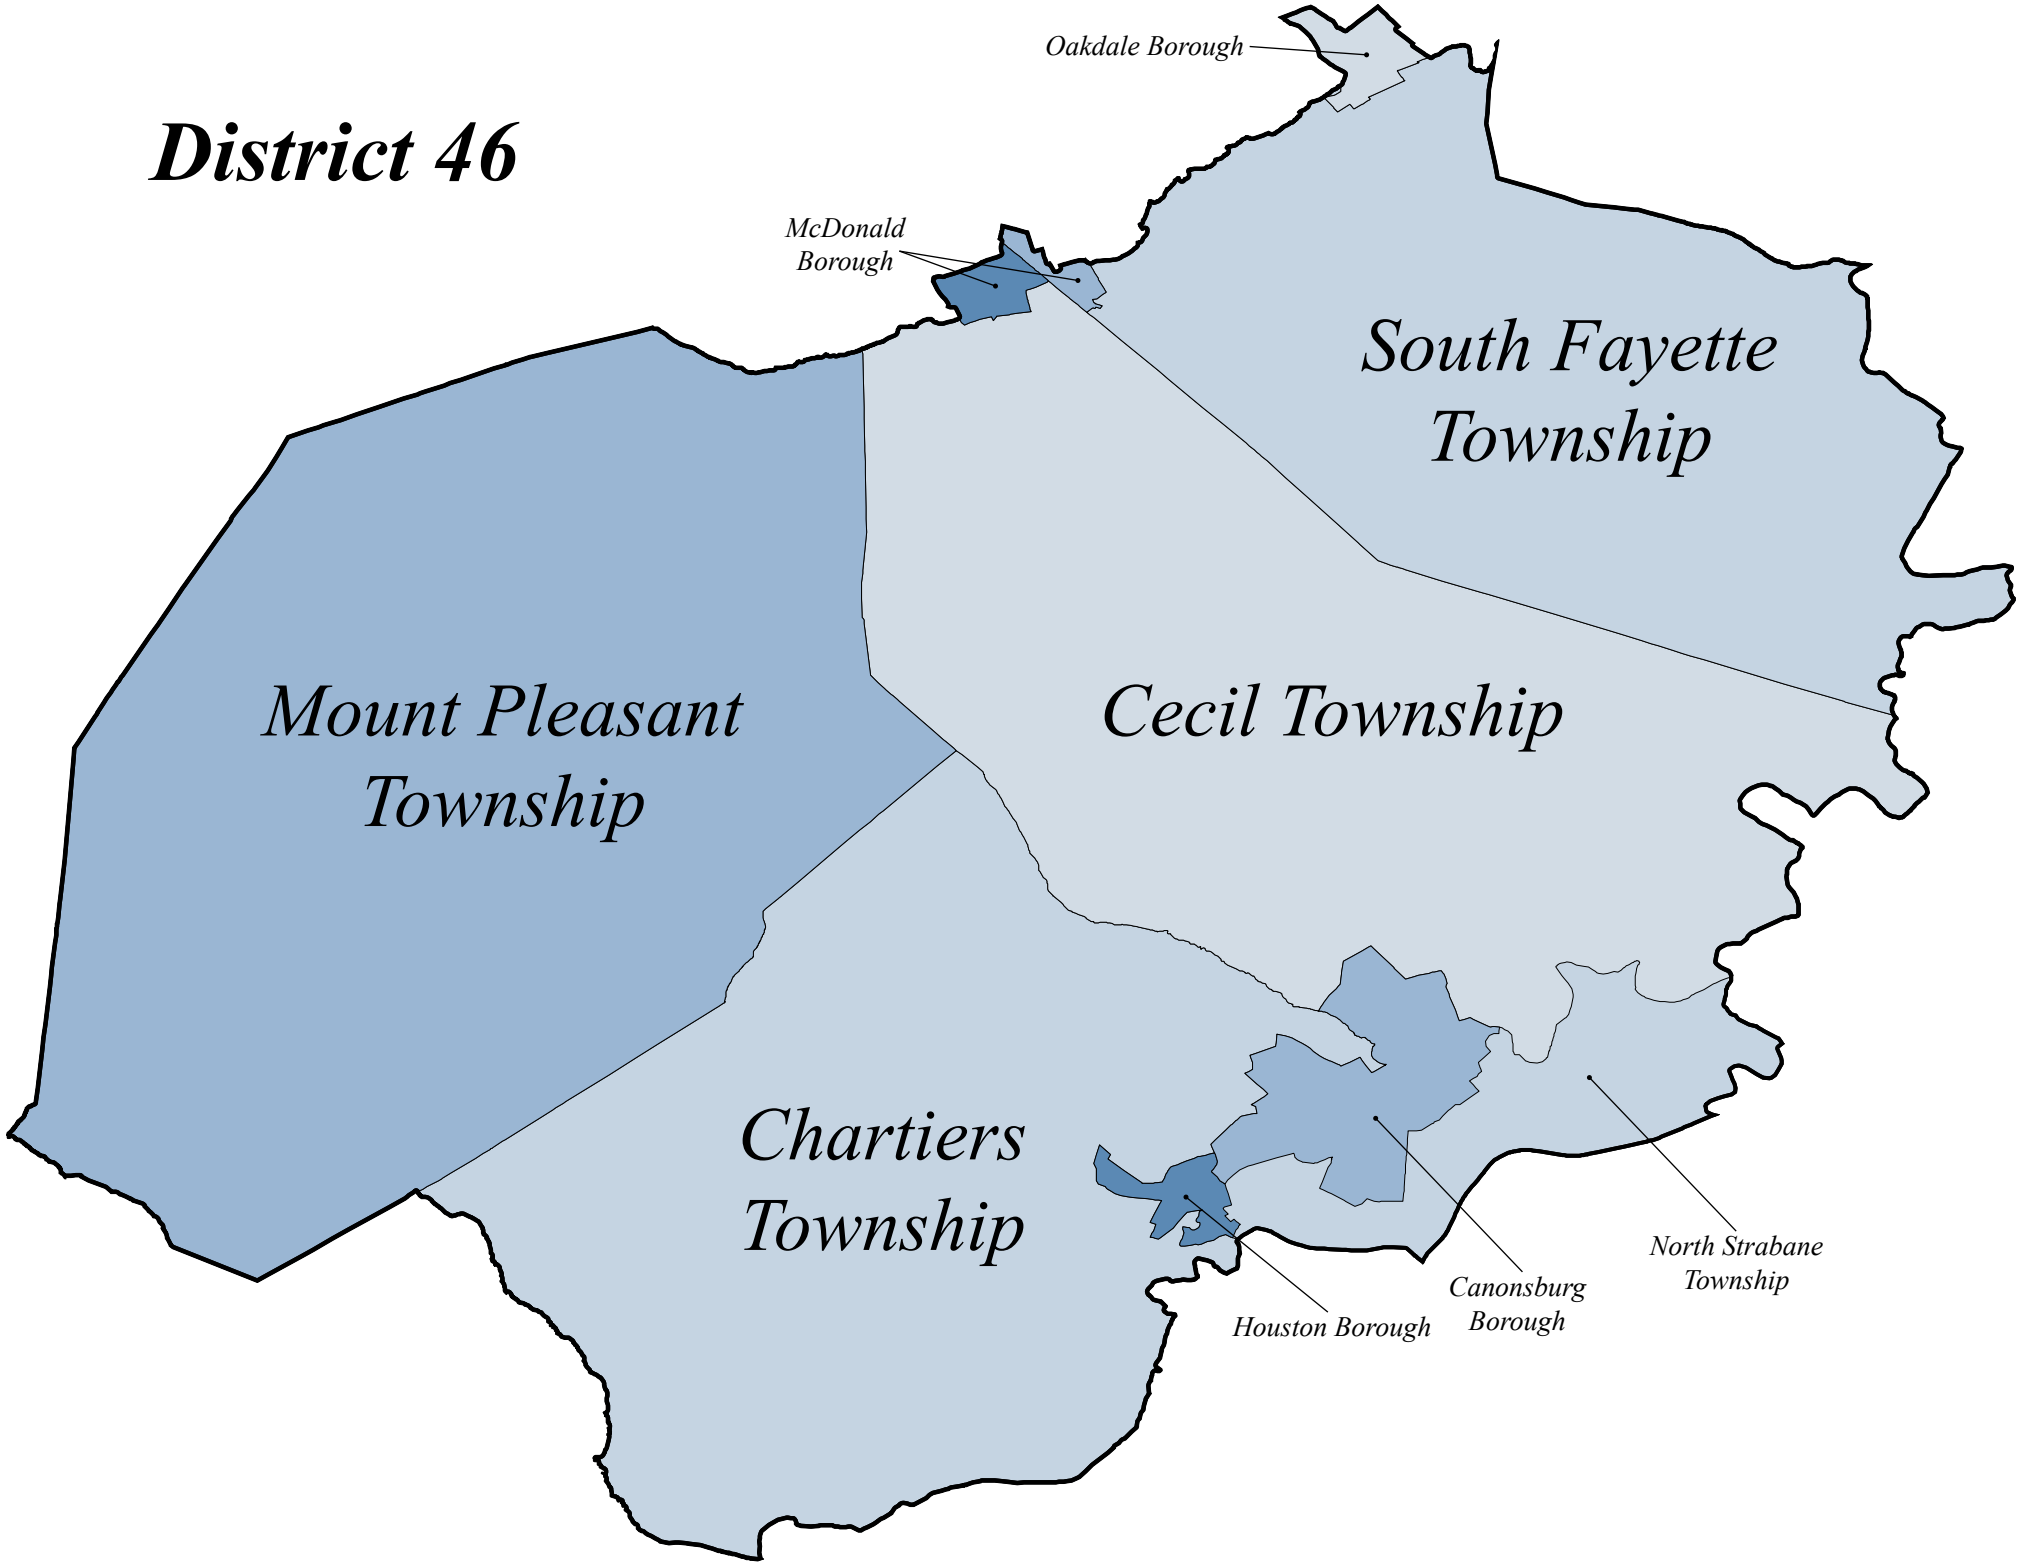 Oakdale Borough
District 46
McDonald
Borough
South Fayette
Township
Mount Pleasant
Township
Cecil Township
Chartiers
Township
North Strabane
Township
Canonsburg
Borough
Houston Borough